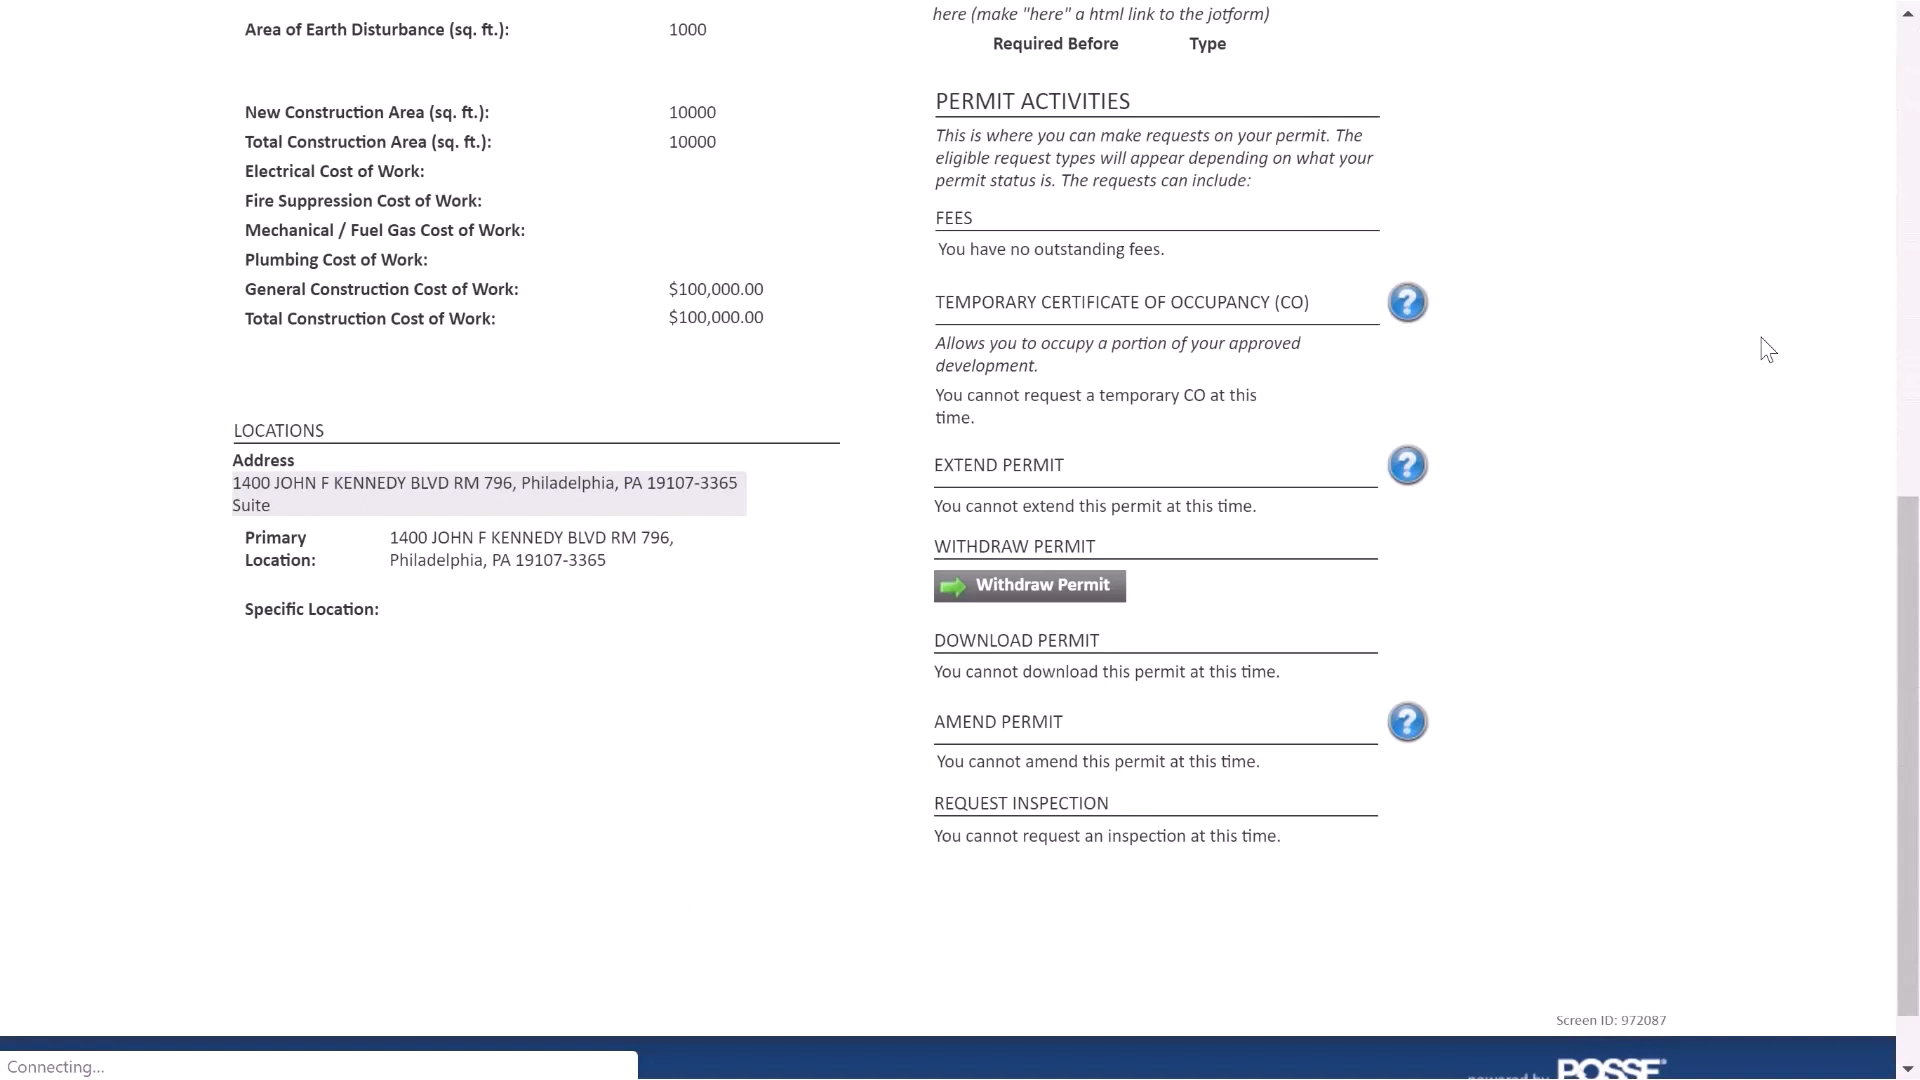 here (make "here" a html link to the jotform)
Area of Earth Disturbance (sq. ft.): 1000
Required Before Type
New Construction Area (sq. ft.): 10000
Total Construction Area (sq. ft.): 10000
Electrical Cost of Work:
Fire Suppression Cost of Work:
Mechanical / Fuel Gas Cost of Work:
Plumbing Cost of Work:
General Construction Cost of Work: $100,000.00
Total Construction Cost of Work: $100,000.00
LOCATIONS
Address
1400 JOHN F KENNEDY BLVD RM 796, Philadelphia, PA 19107-3365
Suite
Primary 1400 JOHN F KENNEDY BLVD RM 796,
Location: Philadelphia, PA 19107-3365
Specific Location:
PERMIT ACTIVITIES
This is where you can make requests on your permit. The
eligible request types will appear depending on what your
permit status is. The requests can include:
FEES
You have no outstanding fees.
TEMPORARY CERTIFICATE OF OCCUPANCY (CO) ?
Allows you to occupy a portion of your approved
development.
You cannot request a temporary CO at this
time.
EXTEND PERMIT ?
You cannot extend this permit at this time.
WITHDRAW PERMIT
Withdraw Permit
DOWNLOAD PERMIT
You cannot download this permit at this time.
AMEND PERMIT ?
You cannot amend this permit at this time.
REQUEST INSPECTION
You cannot request an inspection at this time.
Screen ID: 972087
Connecting...
powered by POSSE